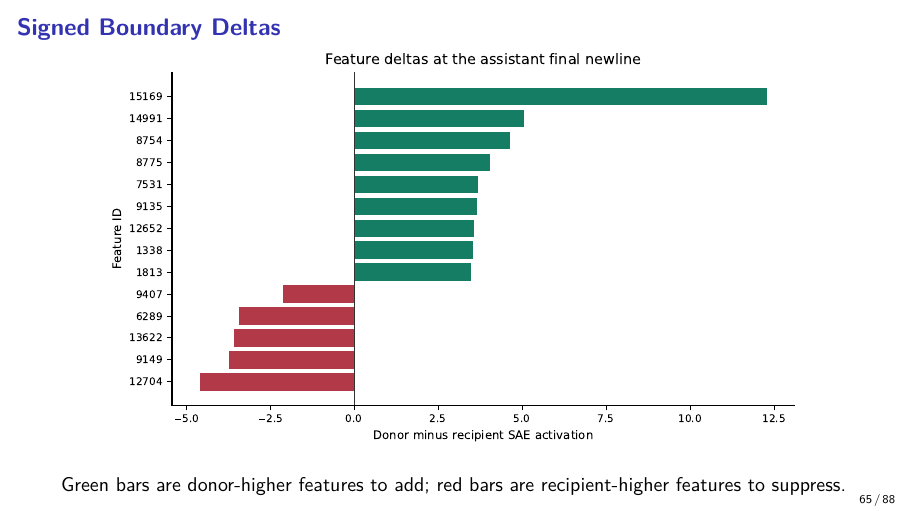 Signed Boundary Deltas
Feature deltas at the assistant final newline
15169
14991
8754
8775
7531
9135
12652
1338
1813
9407
6289
13622
9149
12704
Feature ID
−5.0 −2.5 0.0 2.5 5.0 7.5 10.0 12.5
Donor minus recipient SAE activation
Green bars are donor-higher features to add; red bars are recipient-higher features to suppress.
65 / 88